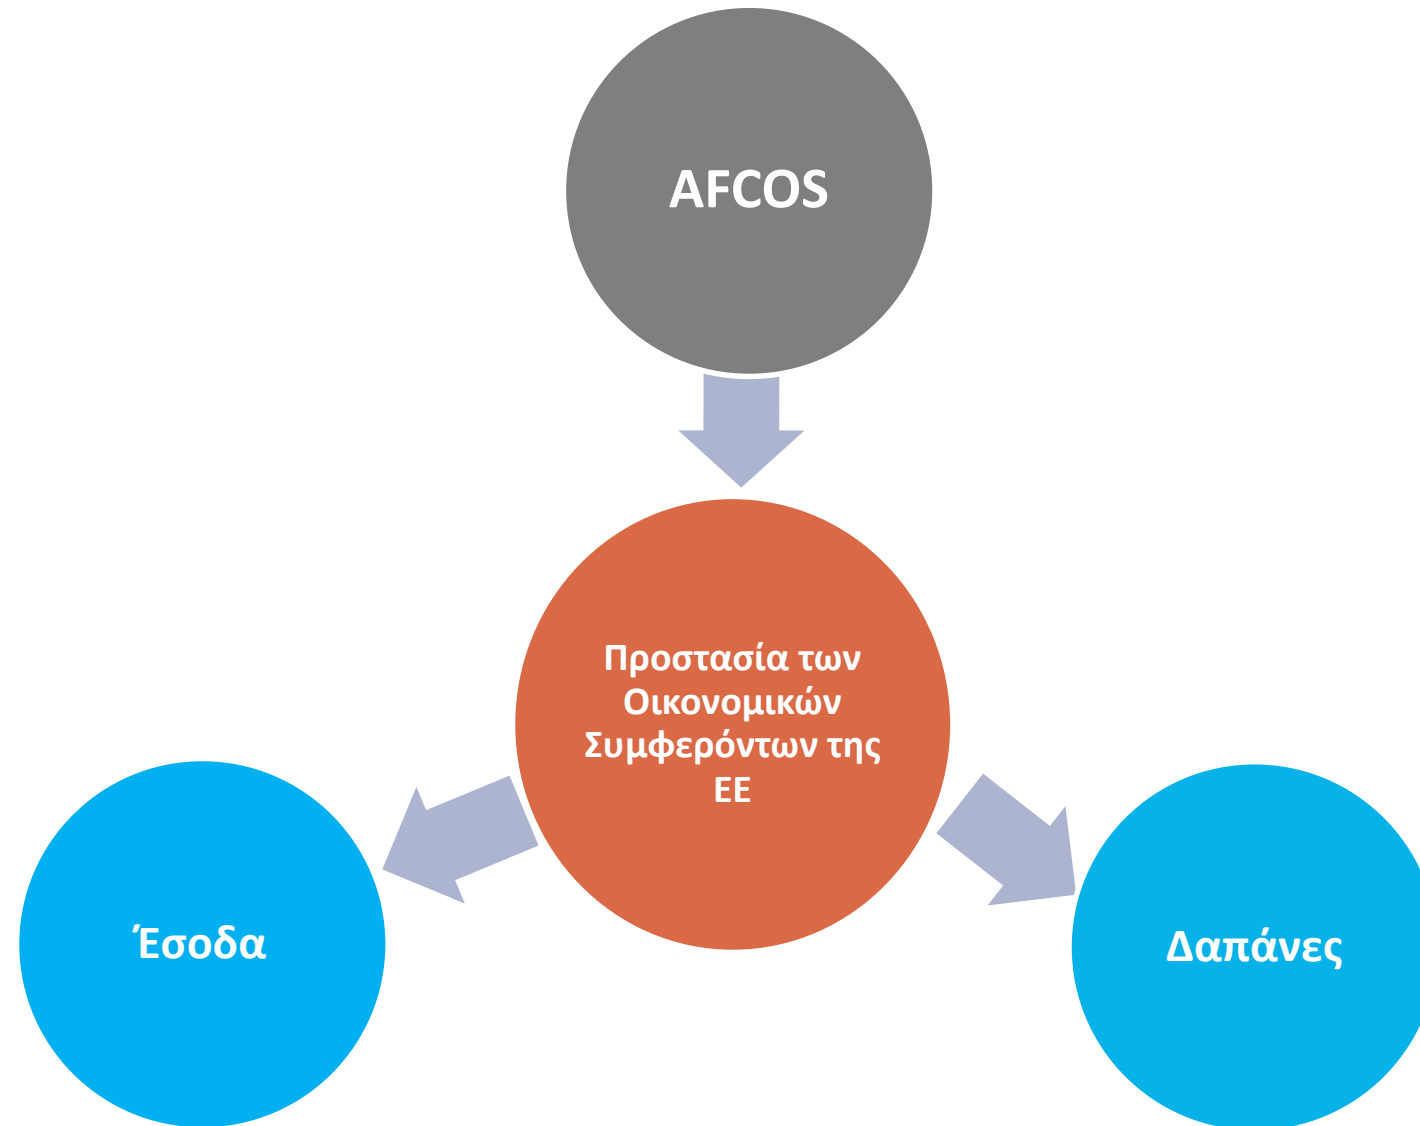 AFCOS
Προστασία των
Οικονομικών
Συμφερόντων της
ΕΕ
Έσοδα
Δαπάνες